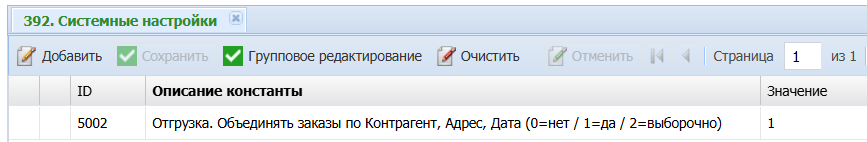 392. Системные настройки
Добавить Сохранить Групповое редактирование Очистить Отменить Страница 1 из 1
ID Описание константы Значение
5002 Отгрузка. Объединять заказы по Контрагент, Адрес, Дата (0=нет / 1=да / 2=выборочно) 1